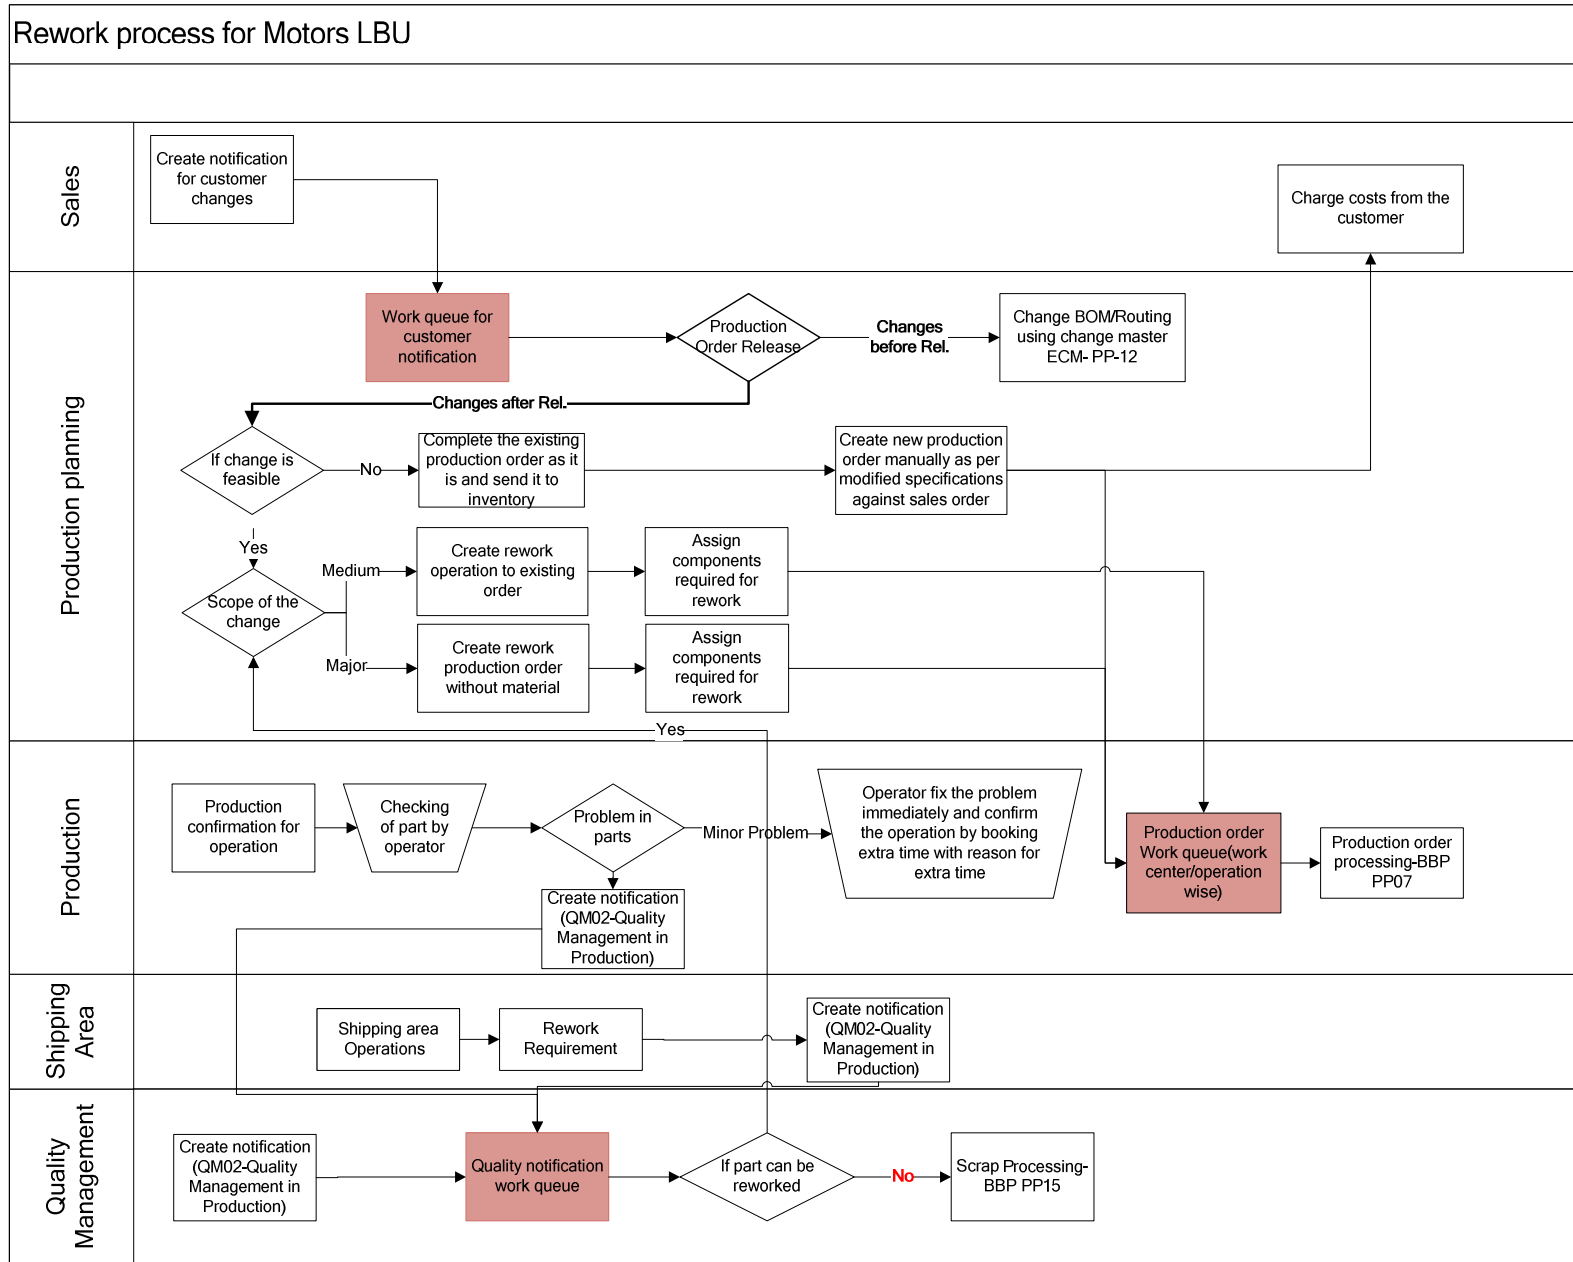 Rework process for Motors LBU
Sales
Create notification
for customer
changes
Charge costs from the
customer
Production planning
Work queue for
customer
notification
Production
Order Release
Changes
before Rel.
Change BOM/Routing
using change master
ECM- PP-12
Changes after Rel.
If change is
feasible
No
Complete the existing
production order as it
is and send it to
inventory
Create new production
order manually as per
modified specifications
against sales order
Yes
Scope of the
change
Medium
Create rework
operation to existing
order
Assign
components
required for
rework
Major
Create rework
production order
without material
Assign
components
required for
rework
Yes
Production
Production
confirmation for
operation
Checking
of part by
operator
Problem in
parts
Minor Problem
Operator fix the problem
immediately and confirm
the operation by booking
extra time with reason for
extra time
Production order
Work queue(work
center/operation
wise)
Production order
processing-BBP
PP07
Create notification
(QM02-Quality
Management in
Production)
Shipping
Area
Shipping area
Operations
Rework
Requirement
Create notification
(QM02-Quality
Management in
Production)
Quality
Management
Create notification
(QM02-Quality
Management in
Production)
Quality notification
work queue
If part can be
reworked
No
Scrap Processing-
BBP PP15